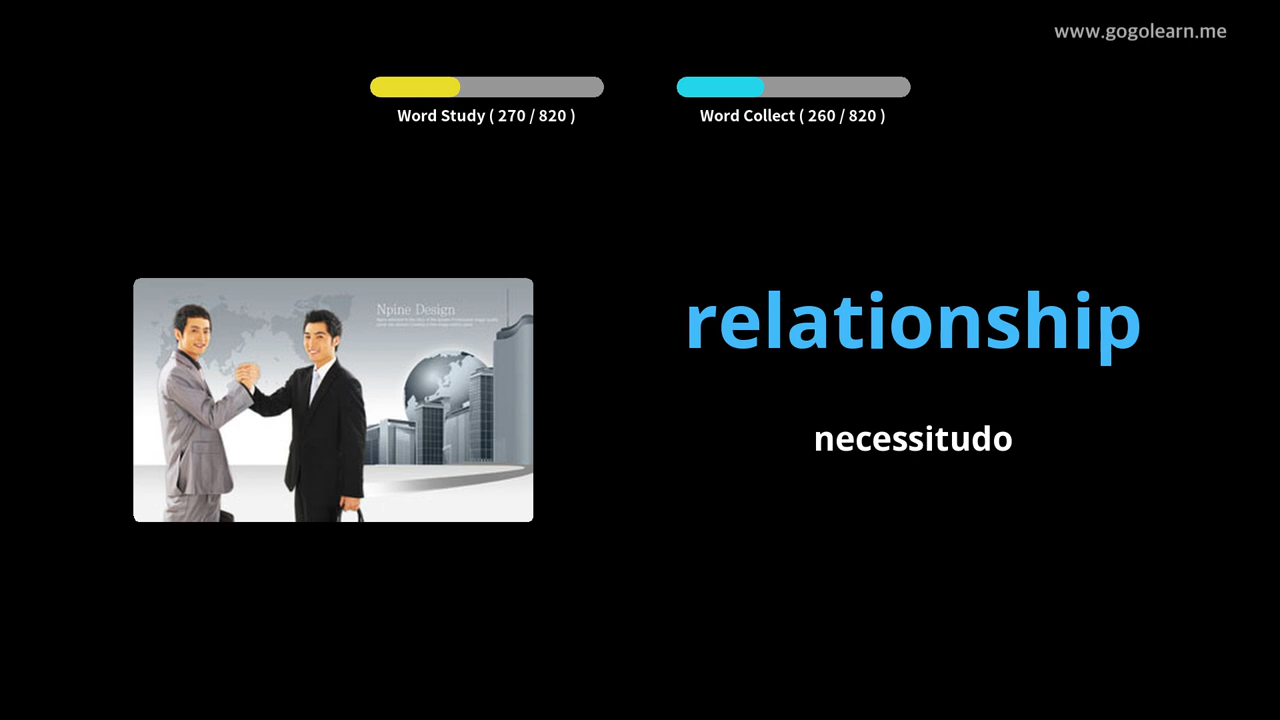 www.gogolearn.me
Word Study ( 270 / 820 )
Word Collect ( 260 / 820 )
Npine Design
relationship
necessitudo